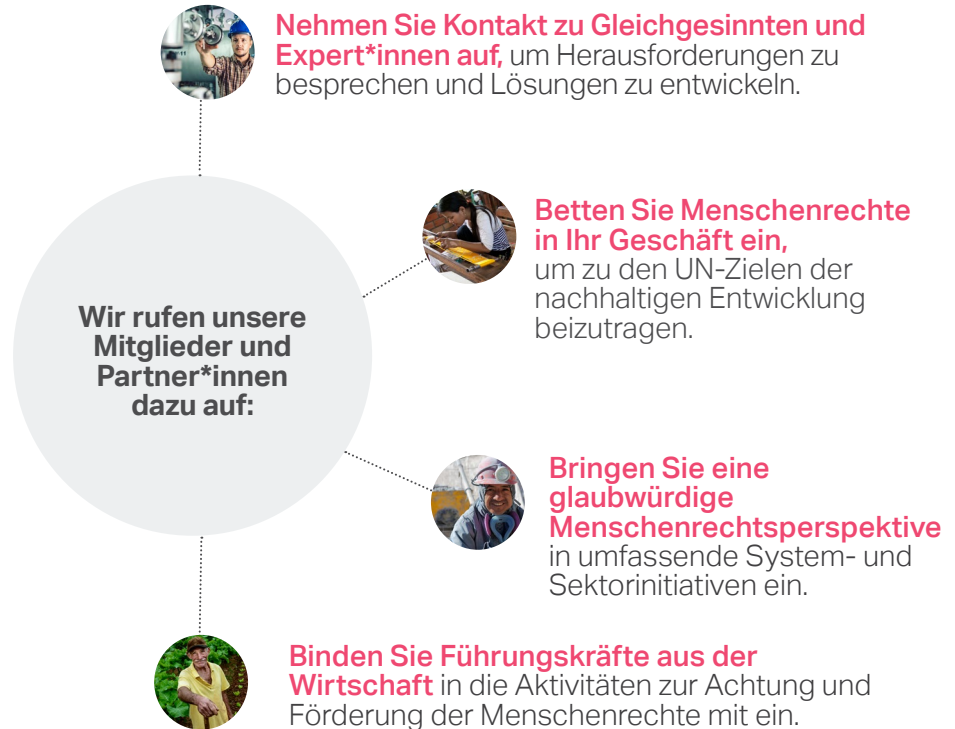 Nehmen Sie Kontakt zu Gleichgesinnten und
Expert*innen auf, um Herausforderungen zu
besprechen und Lösungen zu entwickeln.
Wir rufen unsere
Mitglieder und
Partner*innen
dazu auf:
Betten Sie Menschenrechte
in Ihr Geschäft ein,
um zu den UN-Zielen der
nachhaltigen Entwicklung
beizutragen.
Bringen Sie eine
glaubwürdige
Menschenrechtsperspektive
in umfassende System- und
Sektorinitiativen ein.
Binden Sie Führungskräfte aus der
Wirtschaft in die Aktivitäten zur Achtung und
Förderung der Menschenrechte mit ein.